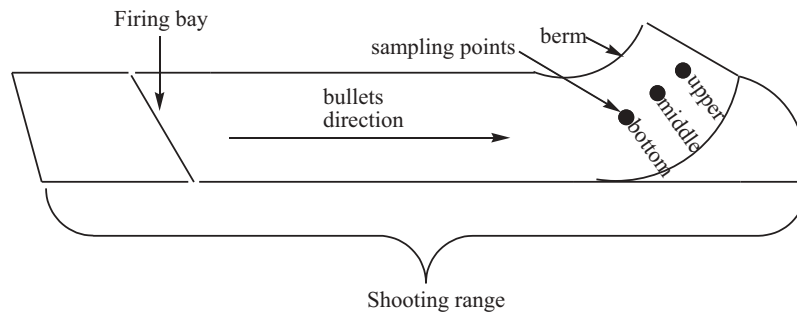 Firing bay
sampling points
berm
bullets
direction
upper
middle
bottom
Shooting range